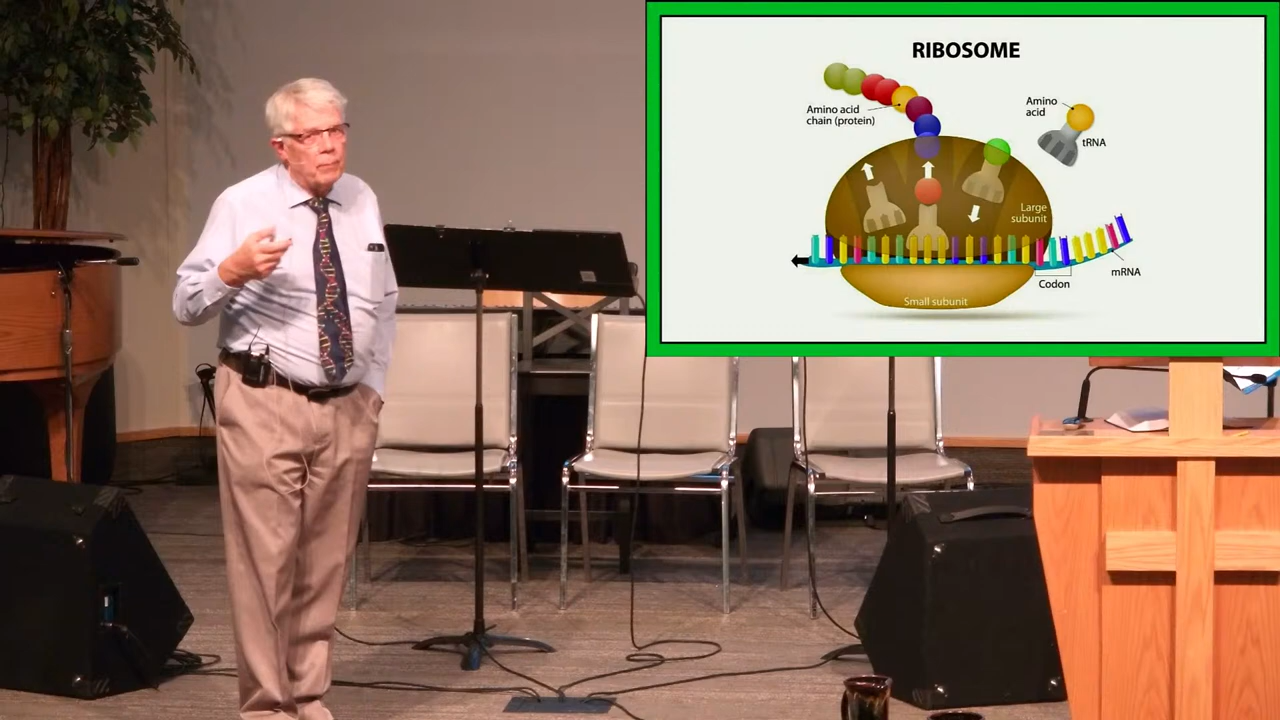 RIBOSOME
Amino acid
chain (protein)
Amino
acid
tRNA
Large
subunit
mRNA
Codon
Small subunit